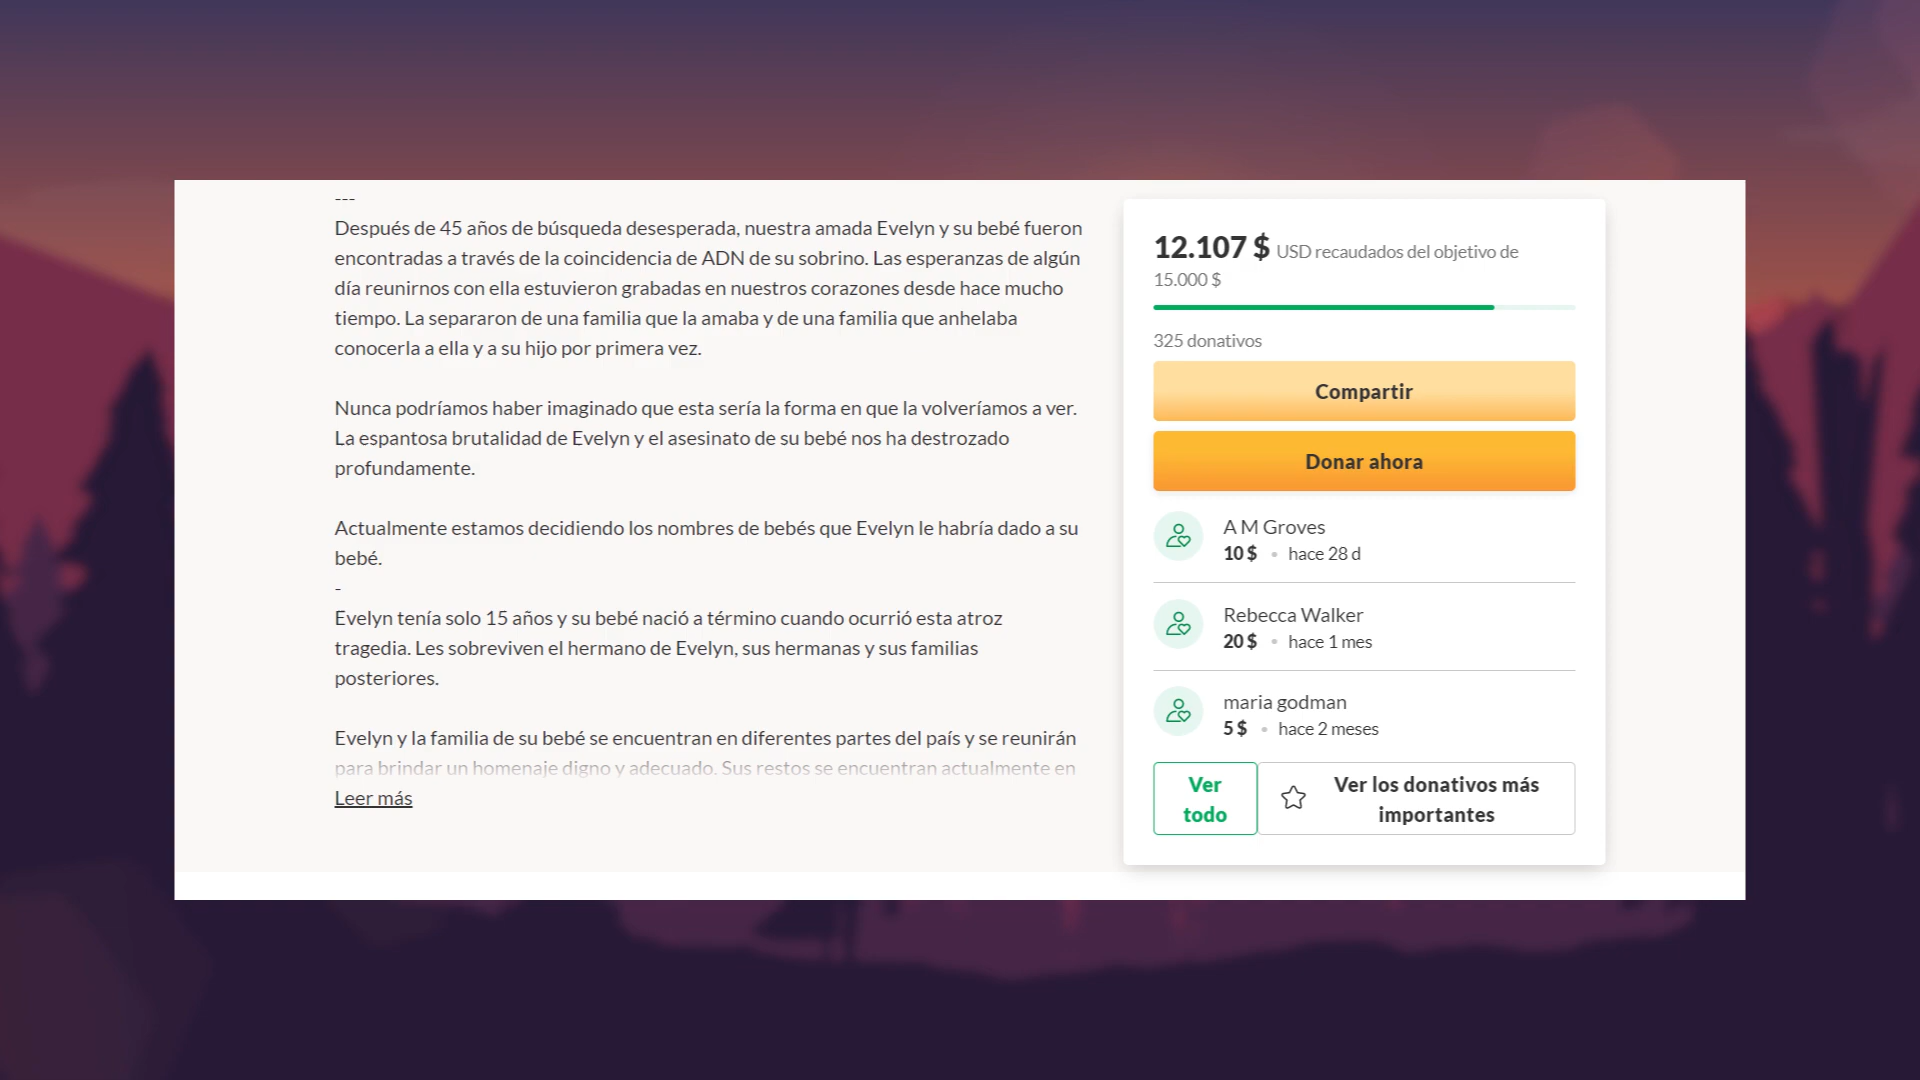 ---
Después de 45 años de búsqueda desesperada, nuestra amada Evelyn y su bebé fueron
encontradas a través de la coincidencia de ADN de su sobrino. Las esperanzas de algún
día reunirnos con ella estuvieron grabadas en nuestros corazones desde hace mucho
tiempo. La separaron de una familia que la amaba y de una familia que anhelaba
conocerla a ella y a su hijo por primera vez.
Nunca podríamos haber imaginado que esta sería la forma en que la volveríamos a ver.
La espantosa brutalidad de Evelyn y el asesinato de su bebé nos ha destrozado
profundamente.
Actualmente estamos decidiendo los nombres de bebés que Evelyn le habría dado a su
bebé.
-
Evelyn tenía solo 15 años y su bebé nació a término cuando ocurrió esta atroz
tragedia. Les sobreviven el hermano de Evelyn, sus hermanas y sus familias
posteriores.
Evelyn y la familia de su bebé se encuentran en diferentes partes del país y se reunirán
para brindar un homenaje digno y adecuado. Sus restos se encuentran actualmente en
Leer más
12.107 $ USD recaudados del objetivo de
15.000 $
325 donativos
Compartir
Donar ahora
A M Groves
10 $ • hace 28 d
Rebecca Walker
20 $ • hace 1 mes
maria godman
5 $ • hace 2 meses
Ver
todo
Ver los donativos más
importantes